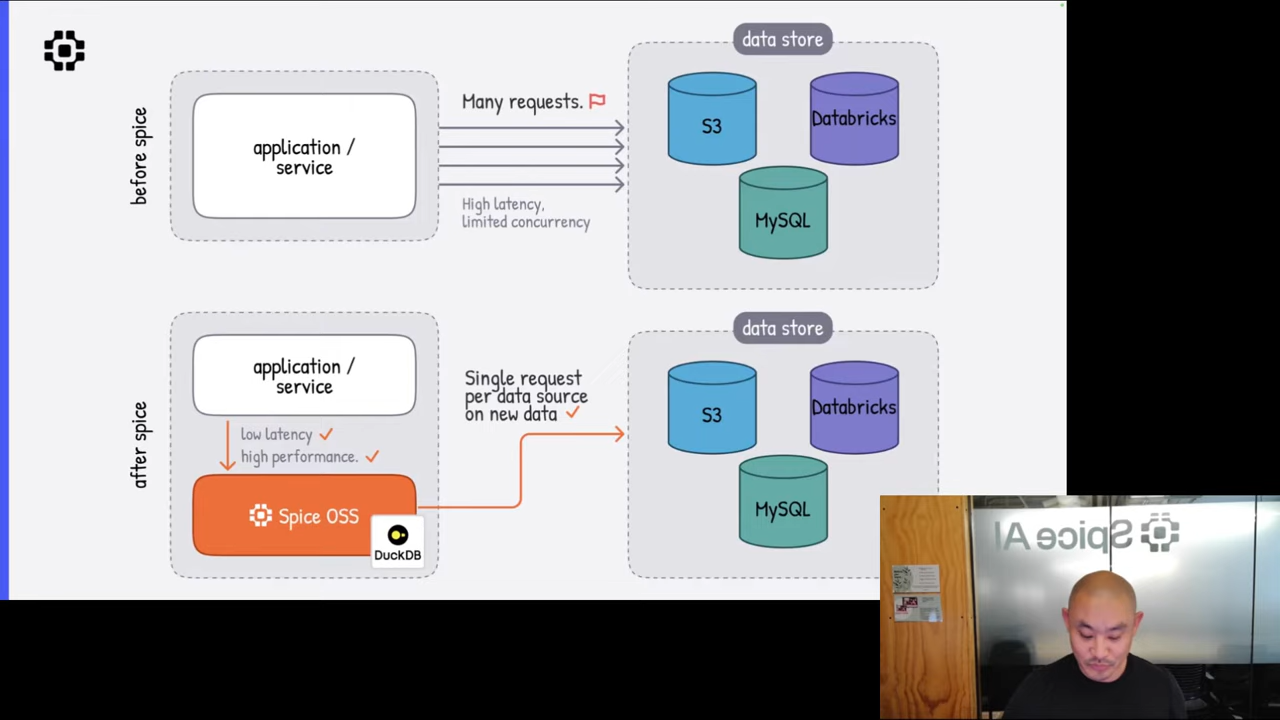 data store
before spice
application /
service
Many requests.
High latency,
limited concurrency
S3
Databricks
MySQL
after spice
application /
service
low latency
high performance.
Spice OSS
DuckDB
Single request
per data source
on new data
data store
S3
Databricks
MySQL
Spice AI